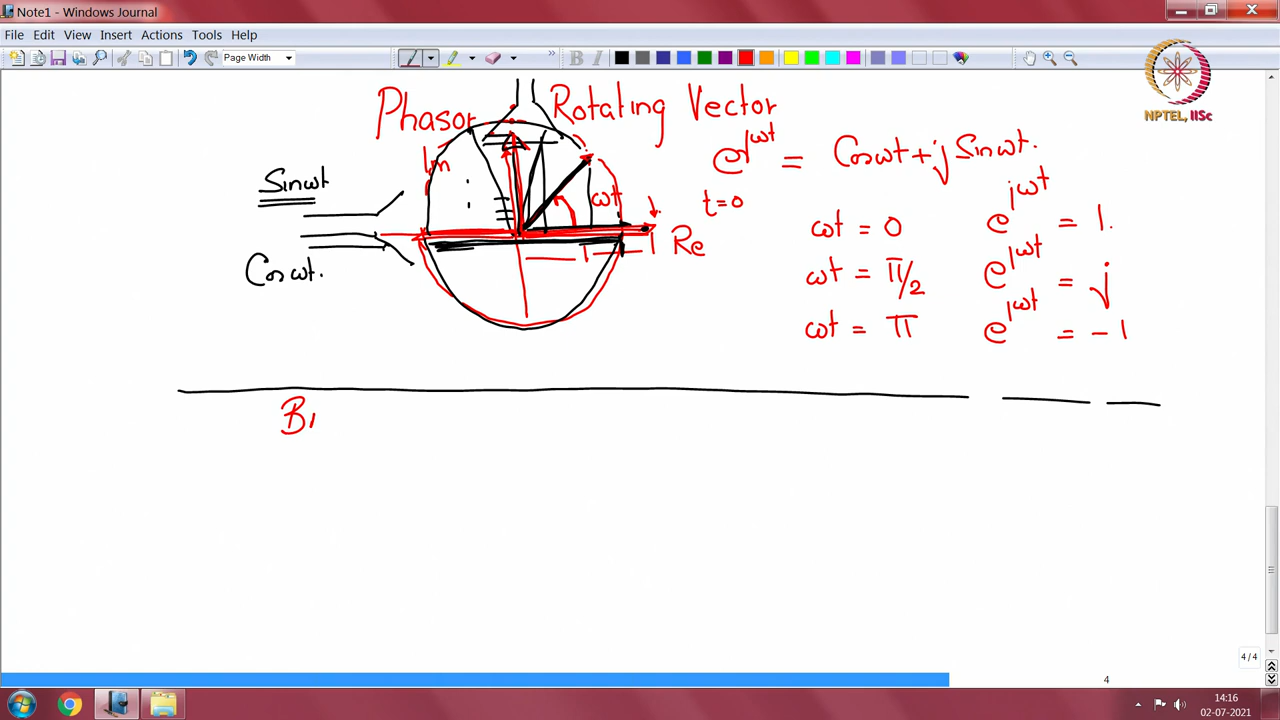 Note1 - Windows Journal
File Edit View Insert Actions Tools Help
Page Width
NPTEL, IISc
Phasor Rotating Vector
Im
e^jωt = Cosωt + j Sinωt.
Sinωt
ωt
t=0
ωt = 0 e^jωt = 1.
1 Re
Cosωt.
ωt = π/2 e^jωt = j
ωt = π e^jωt = -1
4/4
4
14:16
02-07-2021